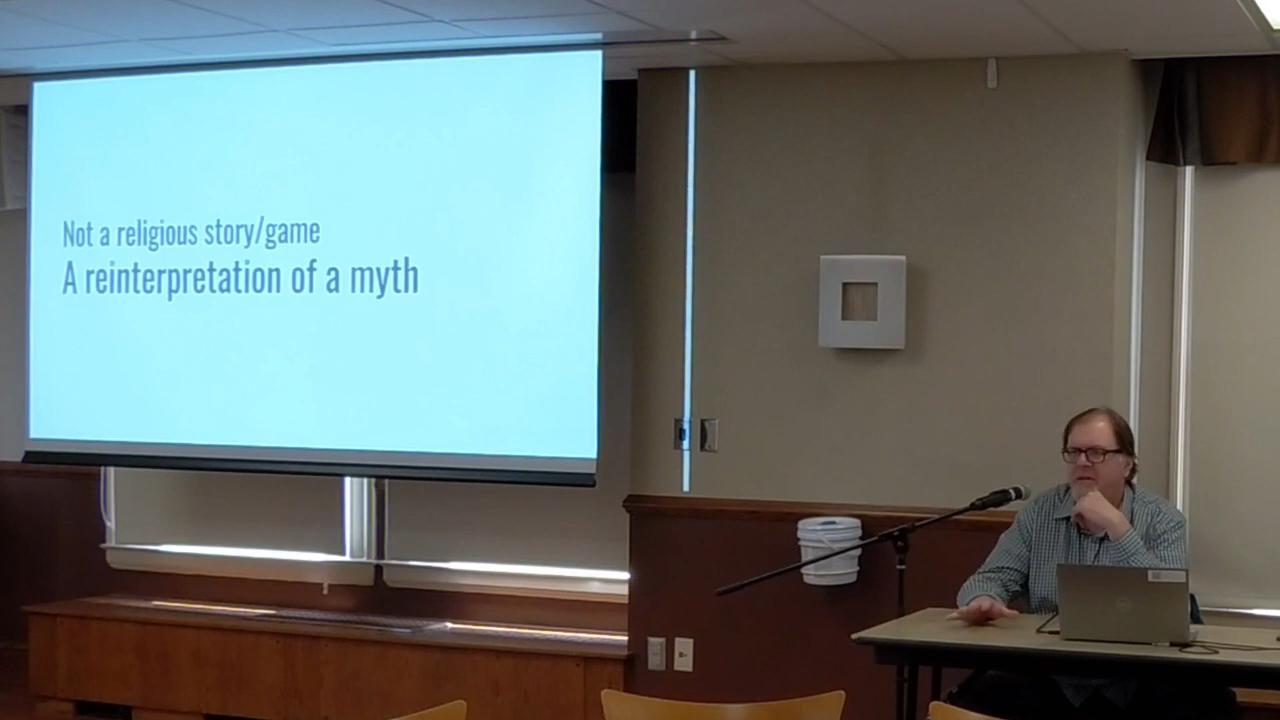 Not a religious story/game
A reinterpretation of a myth